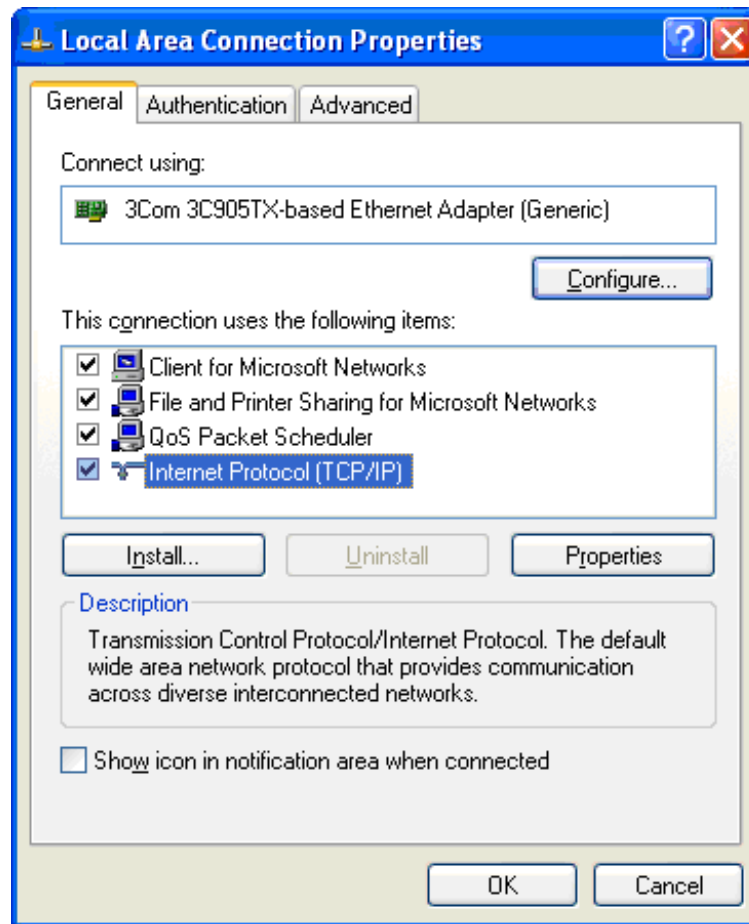 Local Area Connection Properties
?
General
Authentication
Advanced
Connect using:
3Com 3C905TX-based Ethernet Adapter (Generic)
Configure...
This connection uses the following items:
Client for Microsoft Networks
File and Printer Sharing for Microsoft Networks
QoS Packet Scheduler
Internet Protocol (TCP/IP)
Install...
Uninstall
Properties
Description
Transmission Control Protocol/Internet Protocol. The default
wide area network protocol that provides communication
across diverse interconnected networks.
Show icon in notification area when connected
OK
Cancel